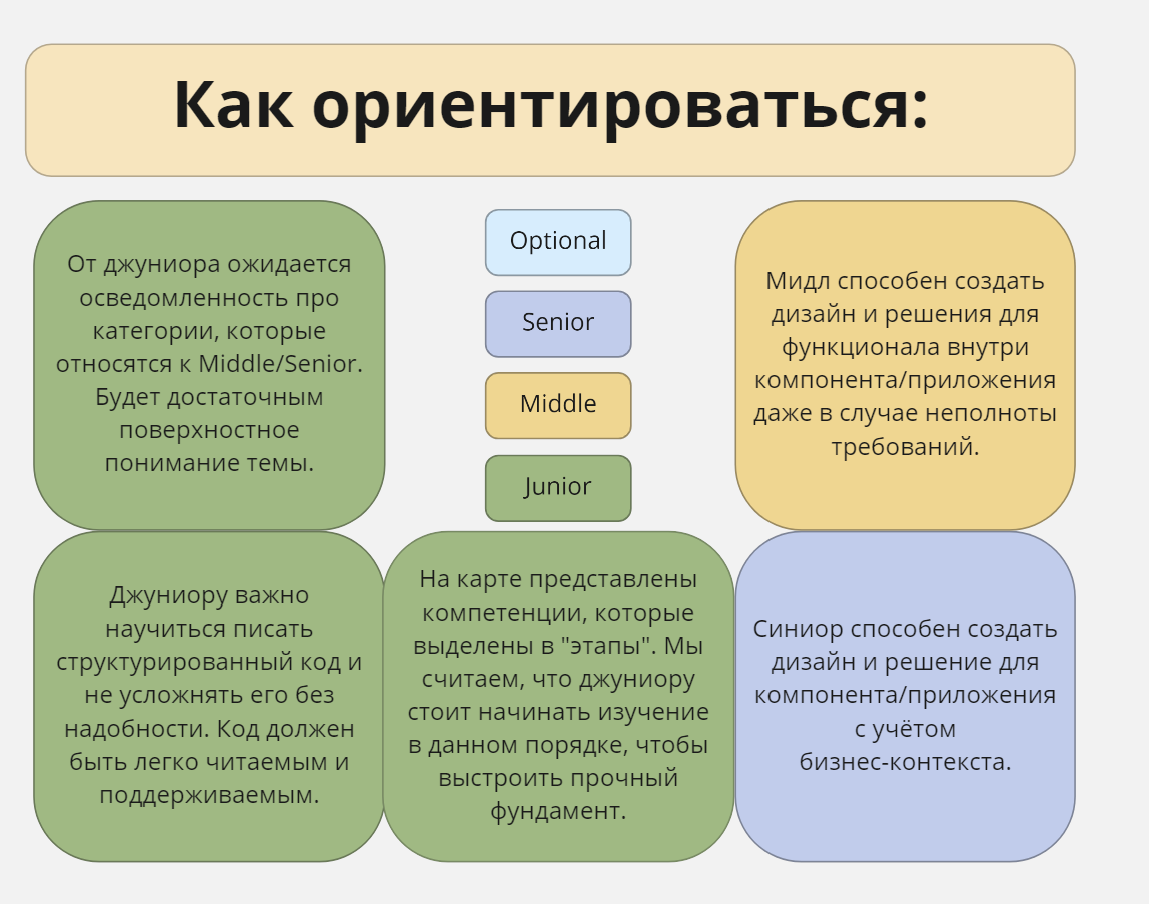 Как ориентироваться:
От джуниора ожидается
осведомленность про
категории, которые
относятся к Middle/Senior.
Будет достаточным
поверхностное
понимание темы.
Optional
Senior
Middle
Junior
Мидл способен создать
дизайн и решения для
функционала внутри
компонента/приложения
даже в случае неполноты
требований.
Джуниору важно
научиться писать
структурированный код и
не усложнять его без
надобности. Код должен
быть легко читаемым и
поддерживаемым.
На карте представлены
компетенции, которые
выделены в "этапы". Мы
считаем, что джуниору
стоит начинать изучение
в данном порядке, чтобы
выстроить прочный
фундамент.
Синиор способен создать
дизайн и решение для
компонента/приложения
с учётом
бизнес-контекста.